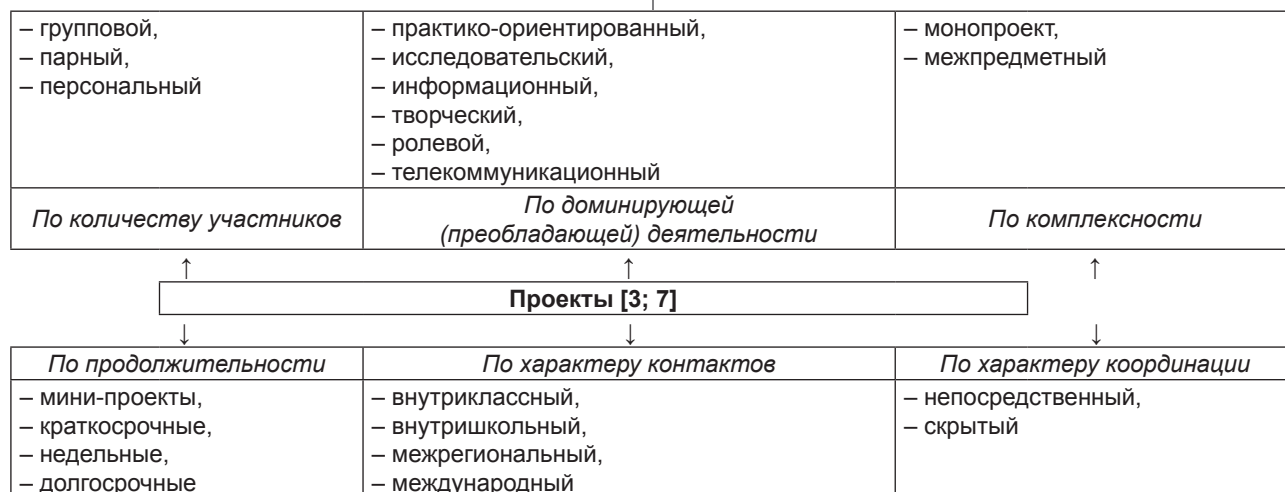 – групповой,
– парный,
– персональный
– практико-ориентированный,
– исследовательский,
– информационный,
– творческий,
– ролевой,
– телекоммуникационный
– монопроект,
– межпредметный
По количеству участников
По доминирующей
(преобладающей) деятельности
По комплексности
↑ ↑ ↑
Проекты [3; 7]
↓ ↓ ↓
По продолжительности
По характеру контактов
По характеру координации
– мини-проекты,
– краткосрочные,
– недельные,
– долгосрочные
– внутриклассный,
– внутришкольный,
– межрегиональный,
– международный
– непосредственный,
– скрытый